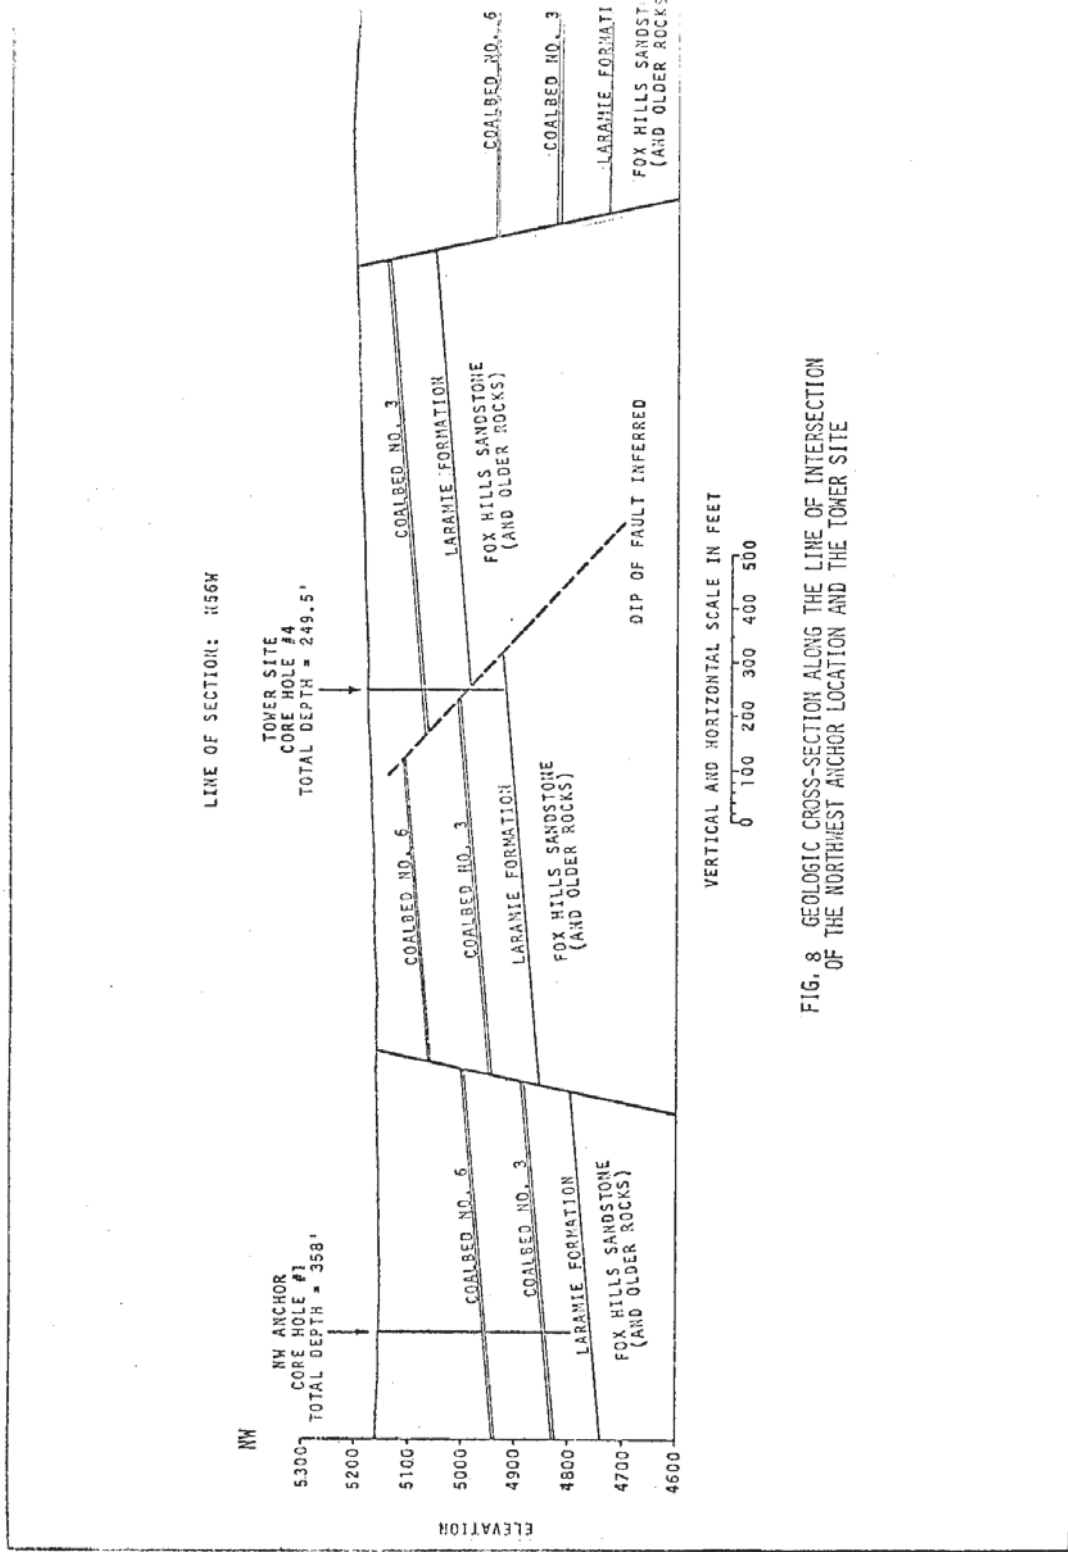 LINE OF SECTION: N56W
NW
NW ANCHOR
CORE HOLE #1
TOTAL DEPTH = 358'
TOWER SITE
CORE HOLE #4
TOTAL DEPTH = 249.5'
ELEVATION
5300
5200
5100
5000
4900
4800
4700
4600
COALBED NO. 6
COALBED NO. 3
LARAMIE FORMATION
FOX HILLS SANDSTONE
(AND OLDER ROCKS)
COALBED NO. 6
COALBED NO. 3
LARAMIE FORMATION
FOX HILLS SANDSTONE
(AND OLDER ROCKS)
COALBED NO. 3
LARAMIE FORMATION
FOX HILLS SANDSTONE
(AND OLDER ROCKS)
DIP OF FAULT INFERRED
COALBED NO. 6
COALBED NO. 3
LARAMIE FORMATI
FOX HILLS SANDST
(AND OLDER ROCKS
VERTICAL AND HORIZONTAL SCALE IN FEET
0 100 200 300 400 500
FIG. 8 GEOLOGIC CROSS-SECTION ALONG THE LINE OF INTERSECTION
OF THE NORTHWEST ANCHOR LOCATION AND THE TOWER SITE